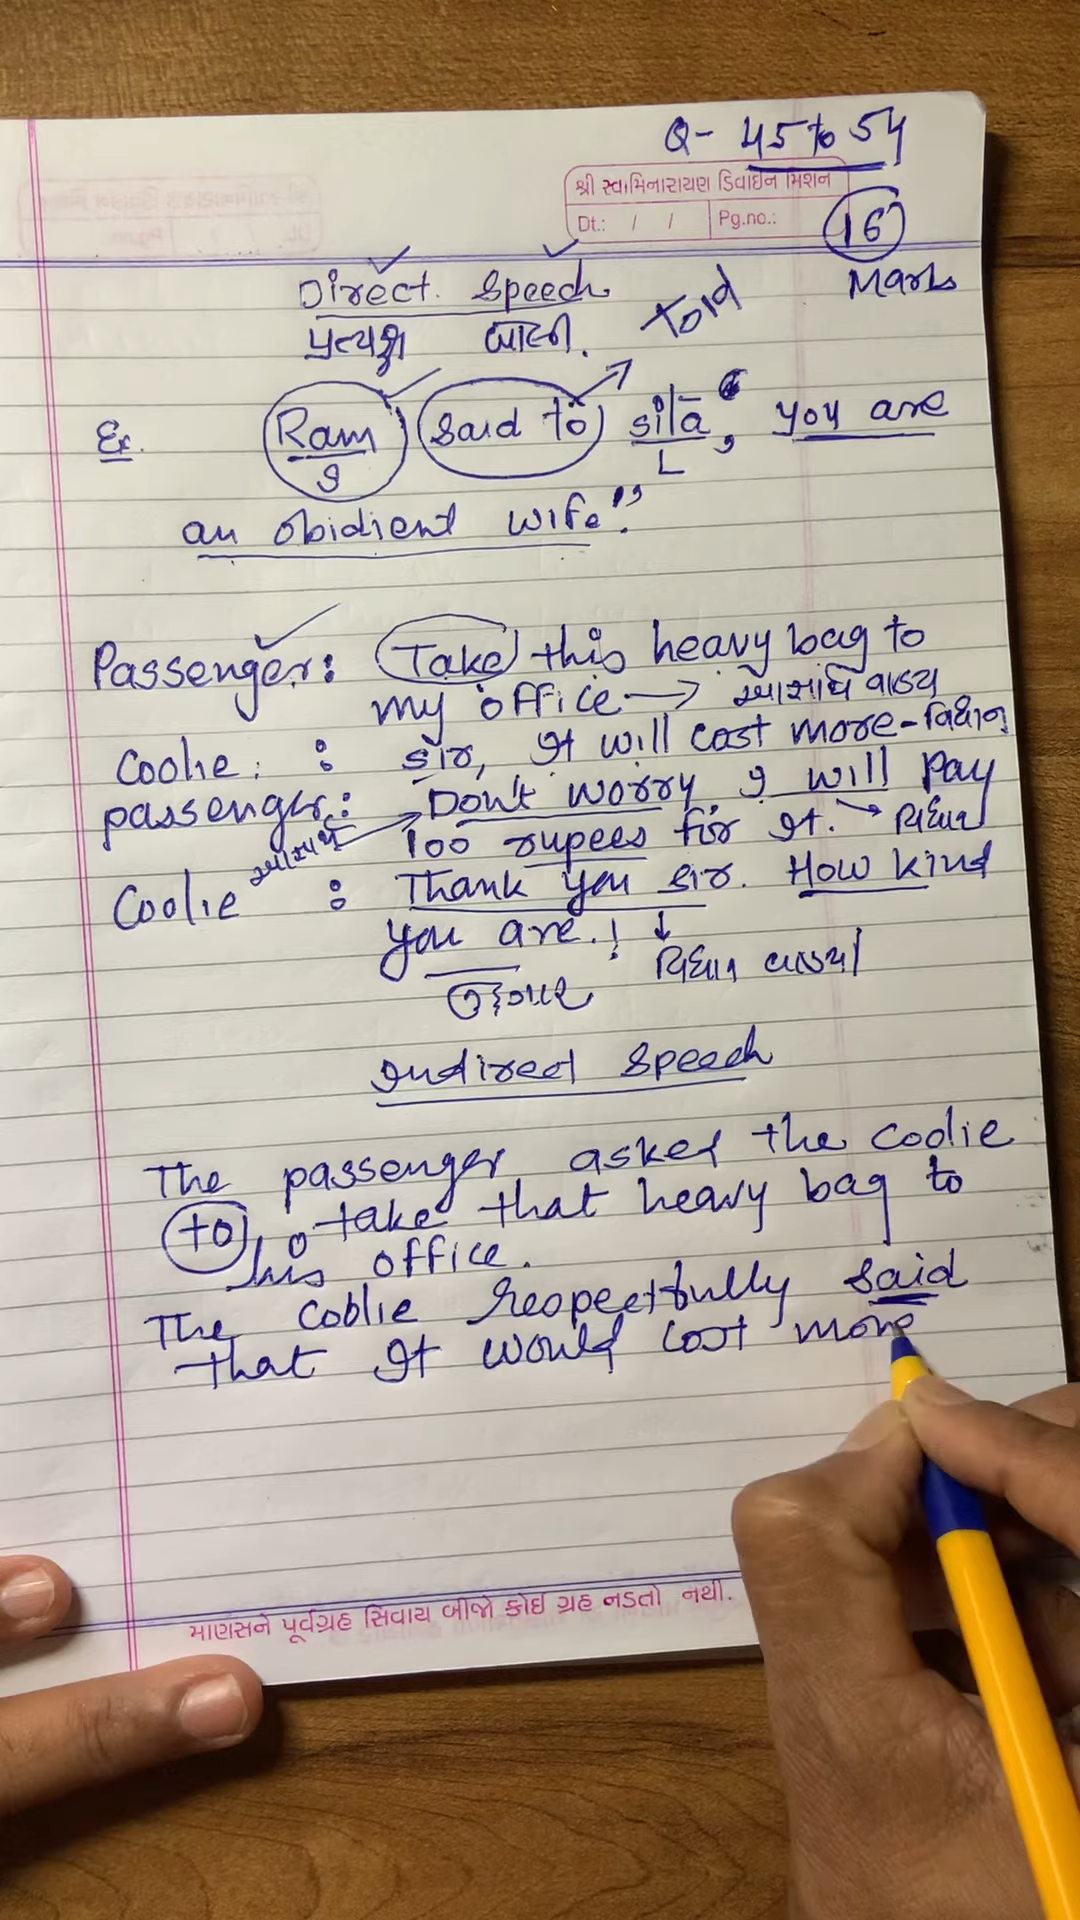 Q- 45 to 54
શ્રી સ્વામિનારાયણ ડિવાઇન મિશન
Dt.: / / Pg.no.:
16
Marks
Direct Speech
પ્રત્યક્ષ બોલી.
told
Ex. Ram said to sita, "you are
I
L
an obidient wife".
Passenger: Take this heavy bag to
my office → આજ્ઞાર્થ વાક્ય
Coolie : Sir, It will cost more - વિધાન
passenger: Don't worry, I will Pay
આજ્ઞાર્થ → 100 rupees for It. → વિધાન
Coolie : Thank you sir. How kind
you are.! ↓
વિધાન વાક્ય
ઉદ્દગાર
Indirect Speech
The passenger asked the coolie
to take that heavy bag to
his office.
The coolie respectfully said
that It would cost more
માણસને પૂર્વગ્રહ સિવાય બીજો કોઇ ગ્રહ નડતો નથી.